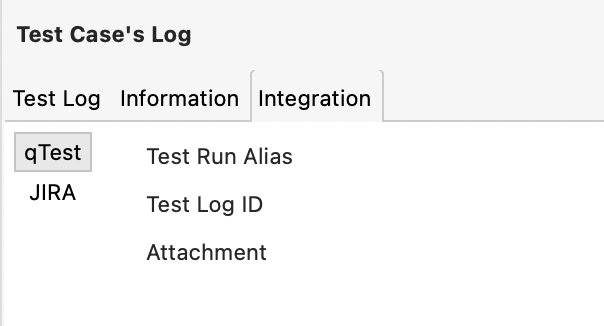 Test Case's Log
Test Log Information Integration
qTest Test Run Alias
JIRA Test Log ID
Attachment